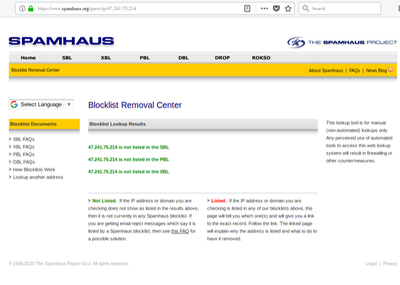 https://www.spamhaus.org/query/ip/47.241.75.214
Search
SPAMHAUS
THE SPAMHAUS PROJECT
Home SBL XBL PBL DBL DROP ROKSO
Blocklist Removal Center
About Spamhaus | FAQs | News Blog
G Select Language ▼
Blocklist Removal Center
Blocklist Documents
SBL FAQs
XBL FAQs
PBL FAQs
DBL FAQs
How Blocklists Work
Lookup another address
Blocklist Lookup Results
47.241.75.214 is not listed in the SBL
47.241.75.214 is not listed in the PBL
47.241.75.214 is not listed in the XBL
This lookup tool is for manual
(non-automated) lookups only.
Any perceived use of automated
tools to access this web lookup
system will result in firewalling or
other countermeasures.
Not Listed. If the IP address or domain you are
checking does not show as listed in the results above,
then it is not currently in any Spamhaus blocklist. If
you are getting email reject messages which say it is
listed by a Spamhaus blocklist, then see this FAQ for
a possible solution.
Listed. If the IP address or domain you are
checking is listed in any of our blocklists above, this
page will tell you which one(s) and will give you a link
to the exact record. Follow the link. The linked page
will explain why the address is listed and what to do to
have it removed.
© 1998-2020 The Spamhaus Project SLU. All rights reserved.
Legal | Privacy